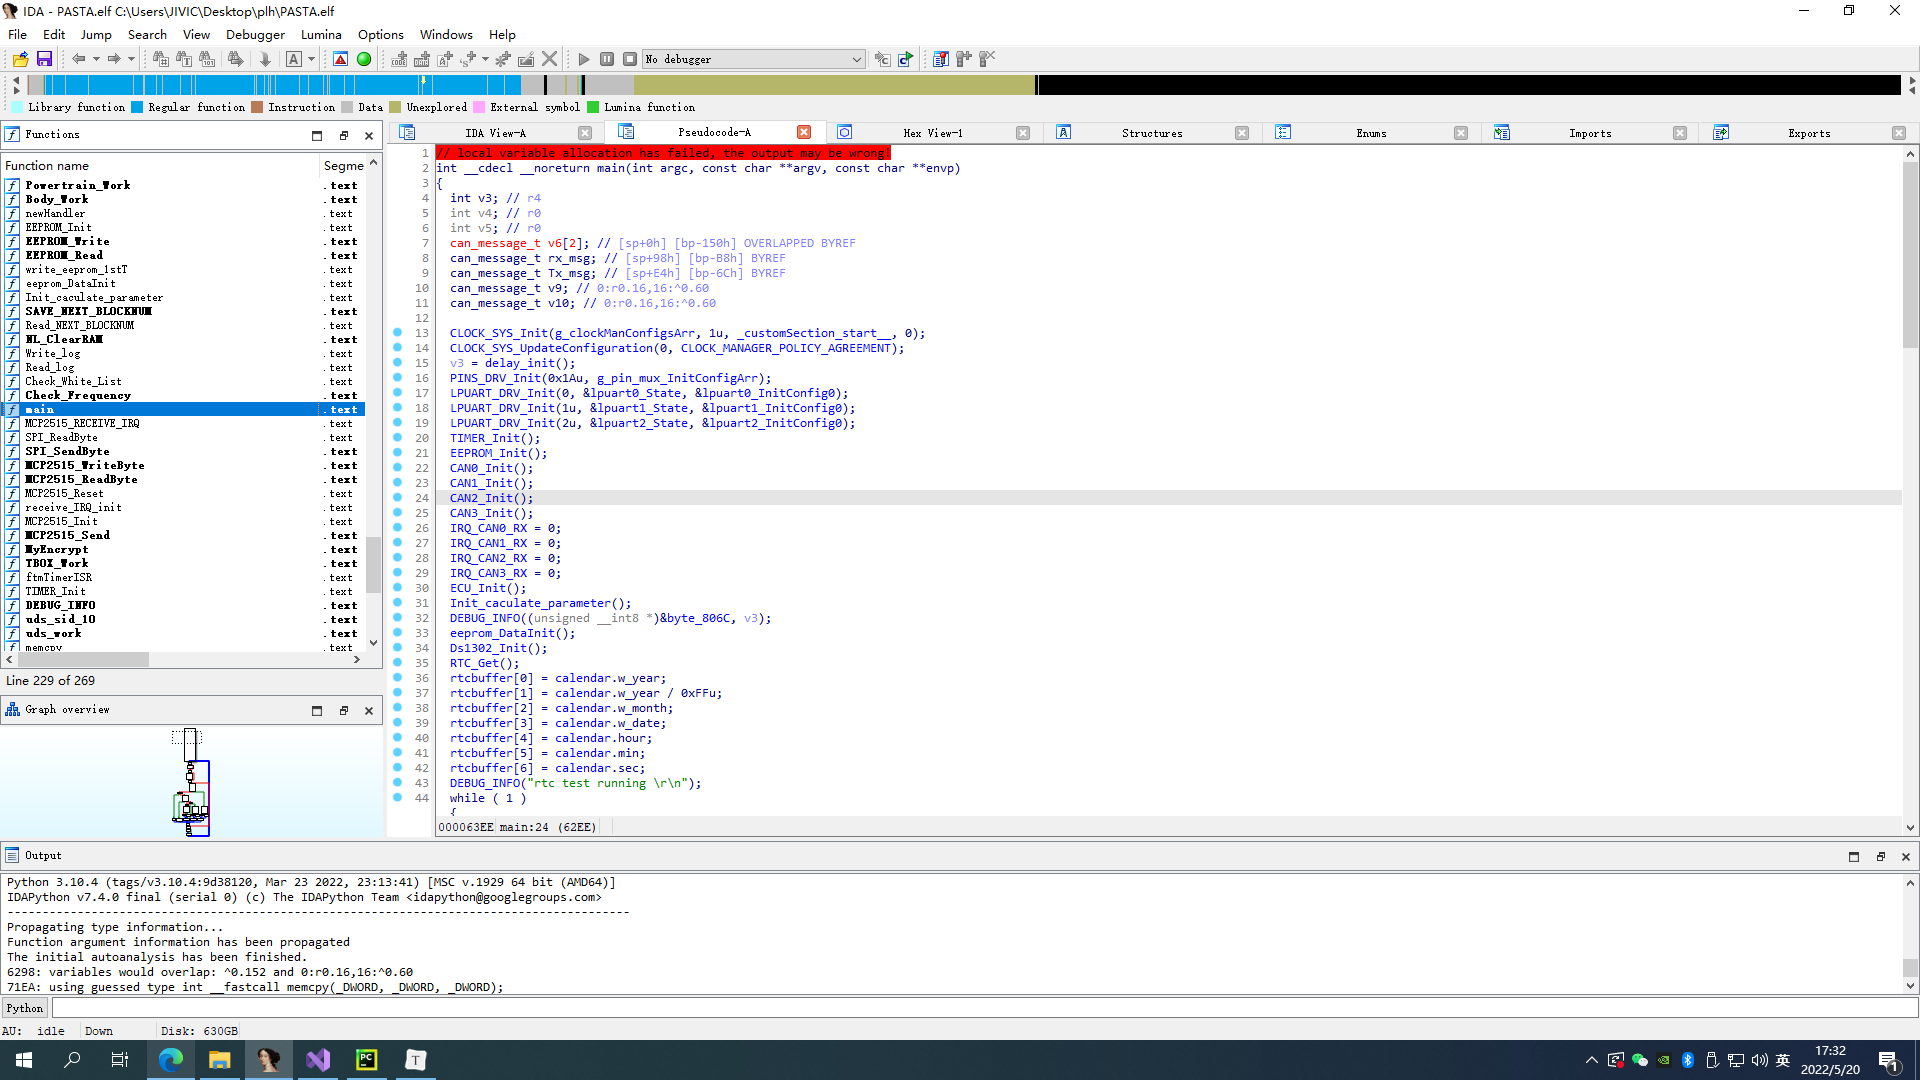 IDA - PASTA.elf C:\Users\JIVIC\Desktop\plh\PASTA.elf
File Edit Jump Search View Debugger Lumina Options Windows Help
No debugger
Library function Regular function Instruction Data Unexplored External symbol Lumina function
Functions
Function name Segme
Powertrain_Work .text
Body_Work .text
newHandler .text
EEPROM_Init .text
EEPROM_Write .text
EEPROM_Read .text
write_eeprom_1stT .text
eeprom_DataInit .text
Init_caculate_parameter .text
SAVE_NEXT_BLOCKNUM .text
Read_NEXT_BLOCKNUM .text
NL_ClearRAM .text
Write_log .text
Read_log .text
Check_White_List .text
Check_Frequency .text
main .text
MCP2515_RECEIVE_IRQ .text
SPI_ReadByte .text
SPI_SendByte .text
MCP2515_WriteByte .text
MCP2515_ReadByte .text
MCP2515_Reset .text
receive_IRQ_init .text
MCP2515_Init .text
MCP2515_Send .text
MyEncrypt .text
TBOX_Work .text
ftmTimerISR .text
TIMER_Init .text
DEBUG_INFO .text
uds_sid_10 .text
uds_work .text
memcpy .text
Line 229 of 269
Graph overview
IDA View-A Pseudocode-A Hex View-1 Structures Enums Imports Exports
1 // local variable allocation has failed, the output may be wrong!
2 int __cdecl __noreturn main(int argc, const char **argv, const char **envp)
3 {
4 int v3; // r4
5 int v4; // r0
6 int v5; // r0
7 can_message_t v6[2]; // [sp+0h] [bp-150h] OVERLAPPED BYREF
8 can_message_t rx_msg; // [sp+98h] [bp-B8h] BYREF
9 can_message_t Tx_msg; // [sp+E4h] [bp-6Ch] BYREF
10 can_message_t v9; // 0:r0.16,16:^0.60
11 can_message_t v10; // 0:r0.16,16:^0.60
12
13 CLOCK_SYS_Init(g_clockManConfigsArr, 1u, _customSection_start__, 0);
14 CLOCK_SYS_UpdateConfiguration(0, CLOCK_MANAGER_POLICY_AGREEMENT);
15 v3 = delay_init();
16 PINS_DRV_Init(0x1Au, g_pin_mux_InitConfigArr);
17 LPUART_DRV_Init(0, &lpuart0_State, &lpuart0_InitConfig0);
18 LPUART_DRV_Init(1u, &lpuart1_State, &lpuart1_InitConfig0);
19 LPUART_DRV_Init(2u, &lpuart2_State, &lpuart2_InitConfig0);
20 TIMER_Init();
21 EEPROM_Init();
22 CAN0_Init();
23 CAN1_Init();
24 CAN2_Init();
25 CAN3_Init();
26 IRQ_CAN0_RX = 0;
27 IRQ_CAN1_RX = 0;
28 IRQ_CAN2_RX = 0;
29 IRQ_CAN3_RX = 0;
30 ECU_Init();
31 Init_caculate_parameter();
32 DEBUG_INFO((unsigned __int8 *)&byte_806C, v3);
33 eeprom_DataInit();
34 Ds1302_Init();
35 RTC_Get();
36 rtcbuffer[0] = calendar.w_year;
37 rtcbuffer[1] = calendar.w_year / 0xFFu;
38 rtcbuffer[2] = calendar.w_month;
39 rtcbuffer[3] = calendar.w_date;
40 rtcbuffer[4] = calendar.hour;
41 rtcbuffer[5] = calendar.min;
42 rtcbuffer[6] = calendar.sec;
43 DEBUG_INFO("rtc test running \r\n");
44 while ( 1 )
{
000063EE main:24 (62EE)
Output
Python 3.10.4 (tags/v3.10.4:9d38120, Mar 23 2022, 23:13:41) [MSC v.1929 64 bit (AMD64)]
IDAPython v7.4.0 final (serial 0) (c) The IDAPython Team <idapython@googlegroups.com>
-----------------------------------------------------------------------------------------
Propagating type information...
Function argument information has been propagated
The initial autoanalysis has been finished.
6298: variables would overlap: ^0.152 and 0:r0.16,16:^0.60
71EA: using guessed type int __fastcall memcpy(_DWORD, _DWORD, _DWORD);
Python
AU: idle Down Disk: 630GB
英
17:32
2022/5/20
1